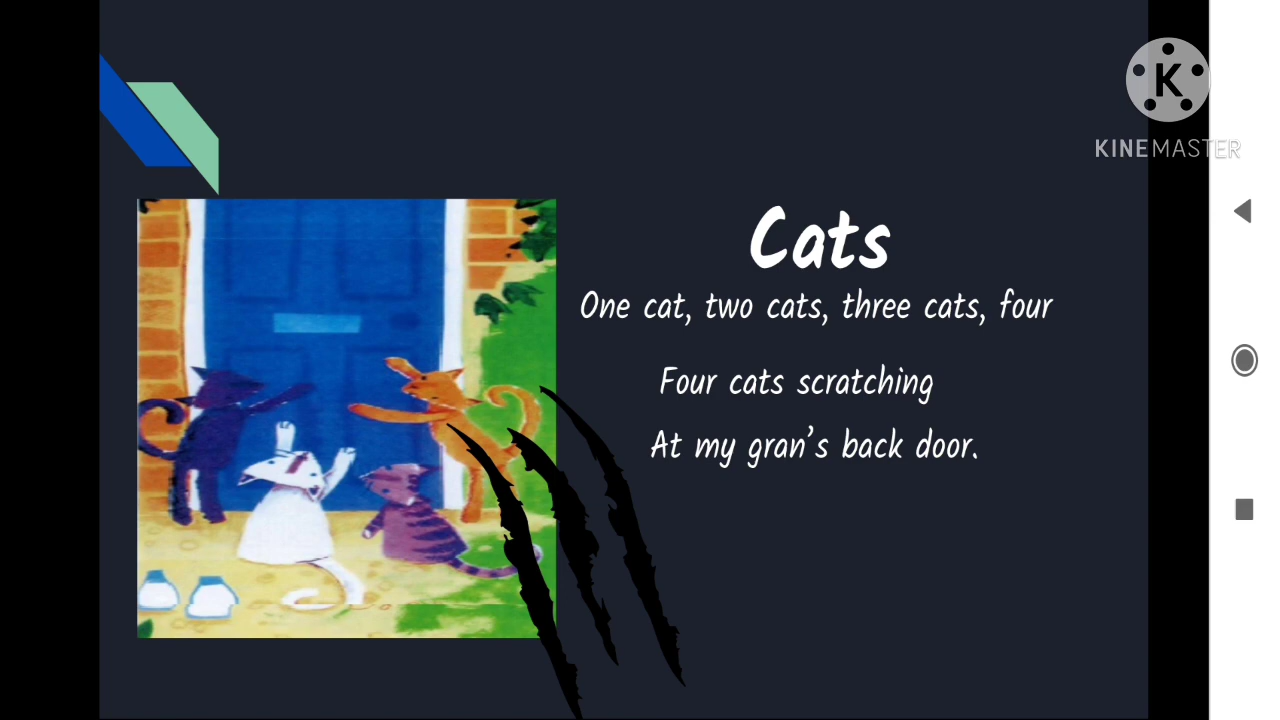 K
KINEMASTER
Cats
One cat, two cats, three cats, four
Four cats scratching
At my gran's back door.